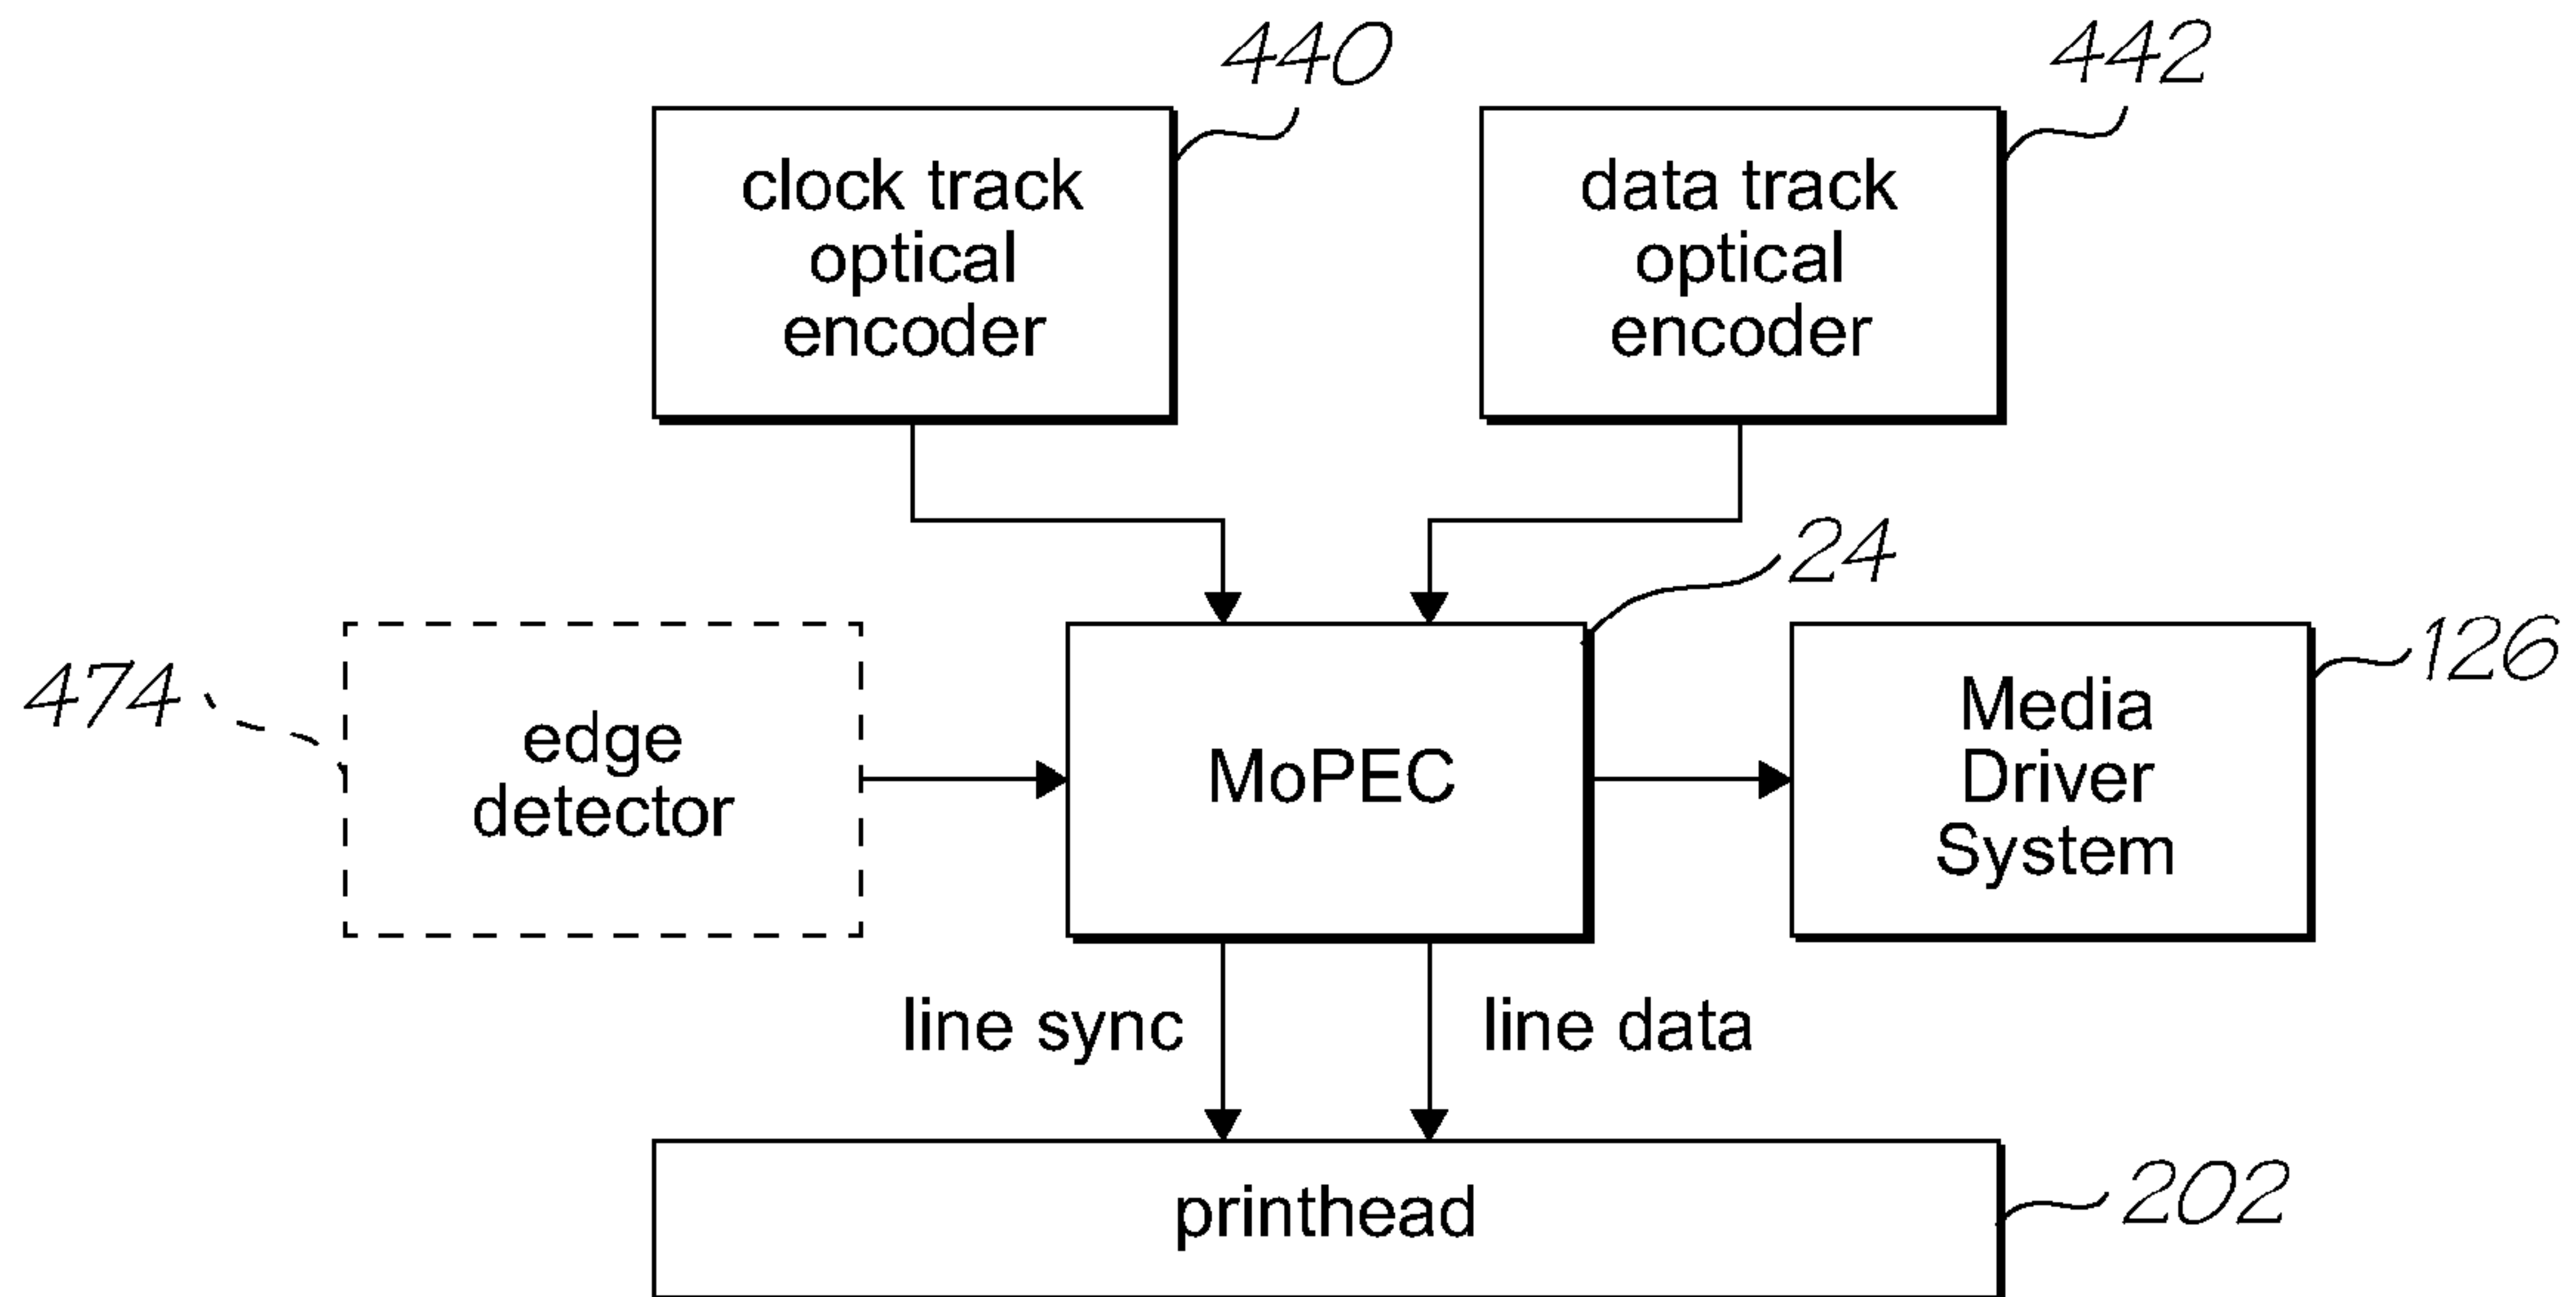 440
442
clock track
optical
encoder
data track
optical
encoder
24
474
edge
detector
MoPEC
126
Media
Driver
System
line sync
line data
printhead
202